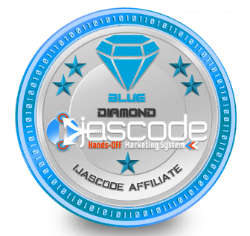 BLUE
DIAMOND
ijascode
Hands-Off Marketing System
IJASCODE AFFILIATE